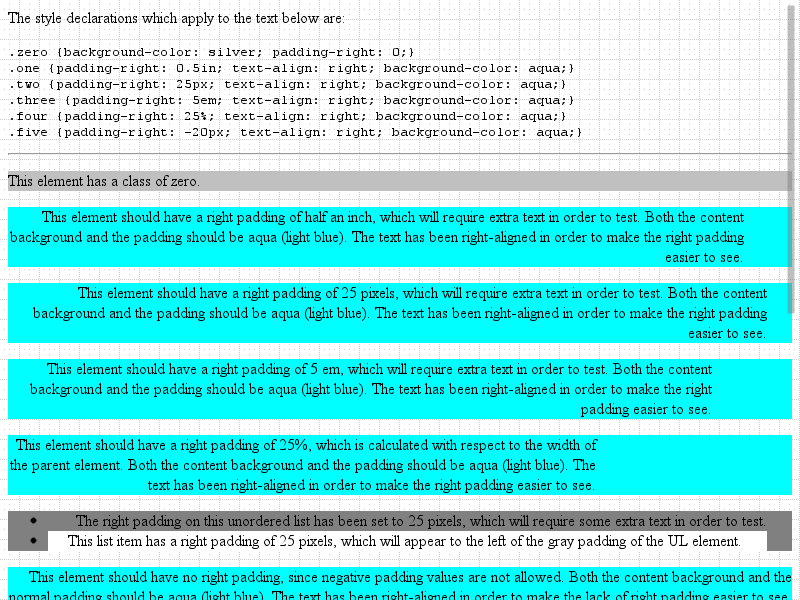 The style declarations which apply to the text below are:
.zero {background-color: silver; padding-right: 0;}
.one {padding-right: 0.5in; text-align: right; background-color: aqua;}
.two {padding-right: 25px; text-align: right; background-color: aqua;}
.three {padding-right: 5em; text-align: right; background-color: aqua;}
.four {padding-right: 25%; text-align: right; background-color: aqua;}
.five {padding-right: -20px; text-align: right; background-color: aqua;}
This element has a class of zero.
This element should have a right padding of half an inch, which will require extra text in order to test. Both the content
background and the padding should be aqua (light blue). The text has been right-aligned in order to make the right padding
easier to see.
This element should have a right padding of 25 pixels, which will require extra text in order to test. Both the content
background and the padding should be aqua (light blue). The text has been right-aligned in order to make the right padding
easier to see.
This element should have a right padding of 5 em, which will require extra text in order to test. Both the content
background and the padding should be aqua (light blue). The text has been right-aligned in order to make the right
padding easier to see.
This element should have a right padding of 25%, which is calculated with respect to the width of
the parent element. Both the content background and the padding should be aqua (light blue). The
text has been right-aligned in order to make the right padding easier to see.
• The right padding on this unordered list has been set to 25 pixels, which will require some extra text in order to test.
• This list item has a right padding of 25 pixels, which will appear to the left of the gray padding of the UL element.
This element should have no right padding, since negative padding values are not allowed. Both the content background and the
normal padding should be aqua (light blue). The text has been right-aligned in order to make the lack of right padding easier to see.